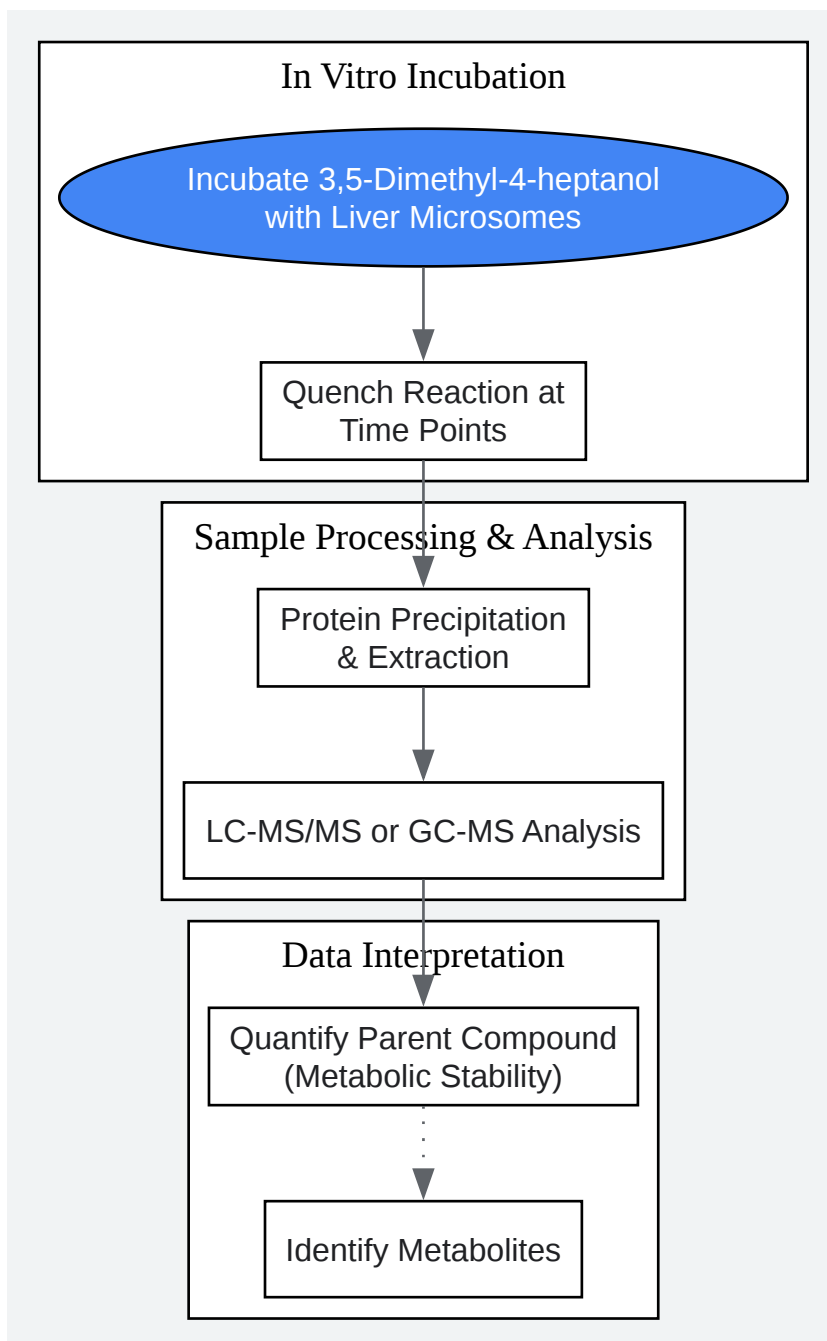 In Vitro Incubation
Incubate 3,5-Dimethyl-4-heptanol
with Liver Microsomes
Quench Reaction at
Time Points
Sample Processing & Analysis
Protein Precipitation
& Extraction
LC-MS/MS or GC-MS Analysis
Data Interpretation
Quantify Parent Compound
(Metabolic Stability)
Identify Metabolites